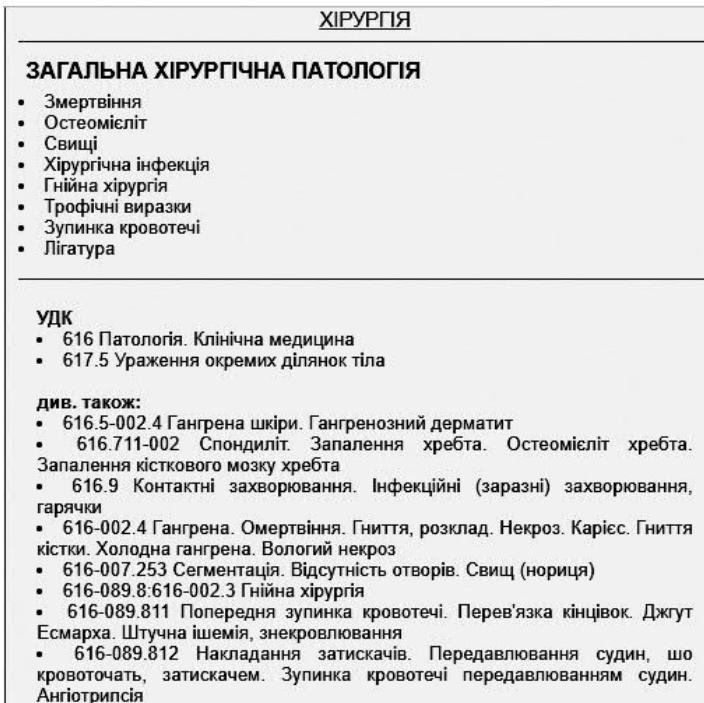 ХІРУРГІЯ
ЗАГАЛЬНА ХІРУРГІЧНА ПАТОЛОГІЯ
• Змертвіння
• Остеомієліт
• Свищі
• Хірургічна інфекція
• Гнійна хірургія
• Трофічні виразки
• Зупинка кровотечі
• Лігатура
УДК
• 616 Патологія. Клінічна медицина
• 617.5 Ураження окремих ділянок тіла
див. також:
• 616.5-002.4 Гангрена шкіри. Гангренозний дерматит
• 616.711-002 Спондиліт. Запалення хребта. Остеомієліт хребта.
Запалення кісткового мозку хребта
• 616.9 Контактні захворювання. Інфекційні (заразні) захворювання,
гарячки
• 616-002.4 Гангрена. Омертвіння. Гниття, розклад. Некроз. Карієс. Гниття
кістки. Холодна гангрена. Вологий некроз
• 616-007.253 Сегментація. Відсутність отворів. Свищ (нориця)
• 616-089.8:616-002.3 Гнійна хірургія
• 616-089.811 Попередня зупинка кровотечі. Перев'язка кінцівок. Джгут
Есмарха. Штучна ішемія, знекровлювання
• 616-089.812 Накладання затискачів. Передавлювання судин, шо
кровоточать, затискачем. Зупинка кровотечі передавлюванням судин.
Ангіотрипсія